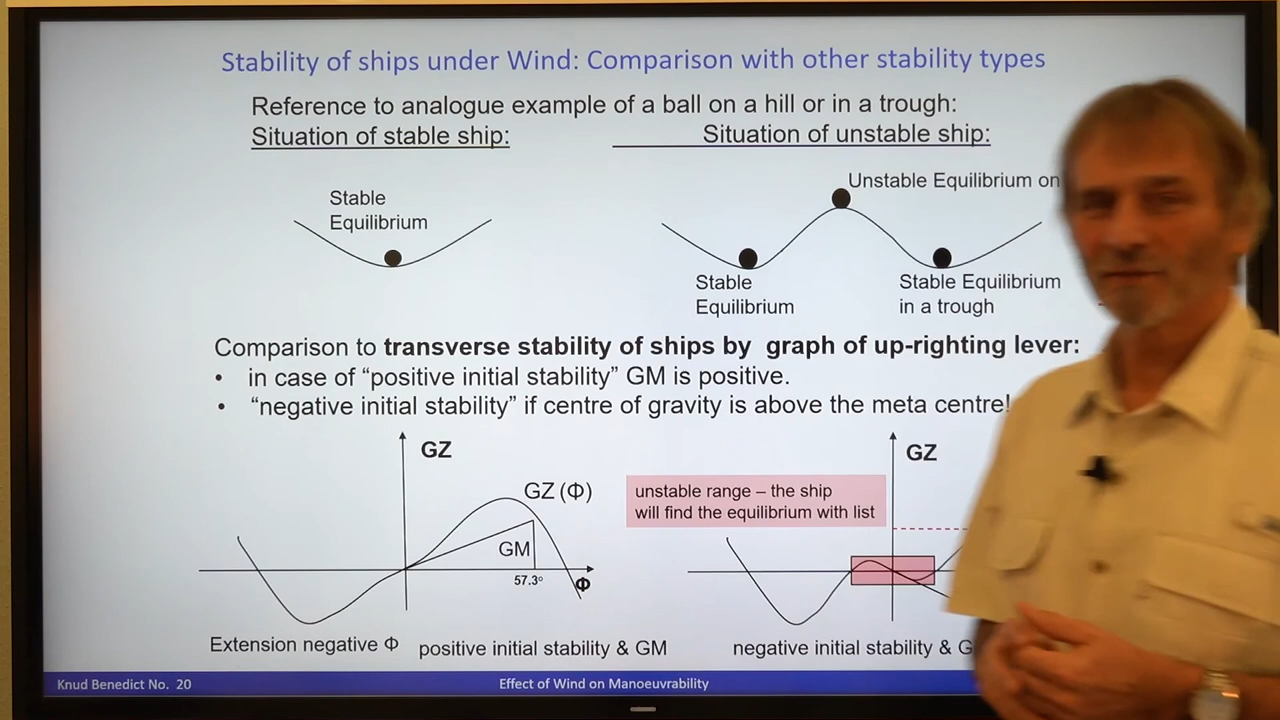 Stability of ships under Wind: Comparison with other stability types
Reference to analogue example of a ball on a hill or in a trough:
Situation of stable ship:
Situation of unstable ship:
Stable
Equilibrium
Unstable Equilibrium on
Stable
Equilibrium
Stable Equilibrium
in a trough
Comparison to transverse stability of ships by graph of up-righting lever:
• in case of “positive initial stability” GM is positive.
• “negative initial stability” if centre of gravity is above the meta centre!
GZ
GZ (Φ)
GM
57.3°
Φ
Extension negative Φ
positive initial stability & GM
GZ
unstable range – the ship
will find the equilibrium with list
negative initial stability & G
Knud Benedict No. 20
Effect of Wind on Manoeuvrability